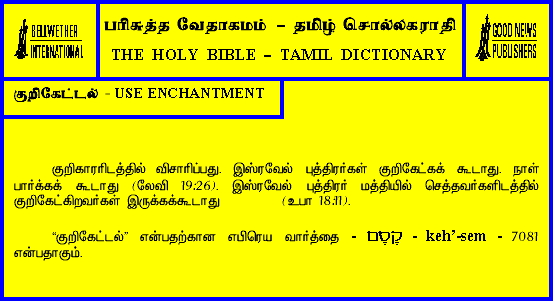 BELLWETHER
INTERNATIONAL
பரிசுத்த வேதாகமம் – தமிழ் சொல்லகராதி
THE HOLY BIBLE – TAMIL DICTIONARY
GOOD NEWS
PUBLISHERS
குறிகேட்டல் - USE ENCHANTMENT
குறிகாரரிடத்தில் விசாரிப்பது. இஸ்ரவேல் புத்திரர்கள் குறிகேட்கக் கூடாது. நாள்
பார்க்கக் கூடாது (லேவி 19:26). இஸ்ரவேல் புத்திரர் மத்தியில் செத்தவர்களிடத்தில்
குறிகேட்கிறவர்கள் இருக்கக்கூடாது (உபா 18:11).
“குறிகேட்டல்” என்பதற்கான எபிரெய வார்த்தை - קֶסֶם - keh’-sem - 7081
என்பதாகும்.